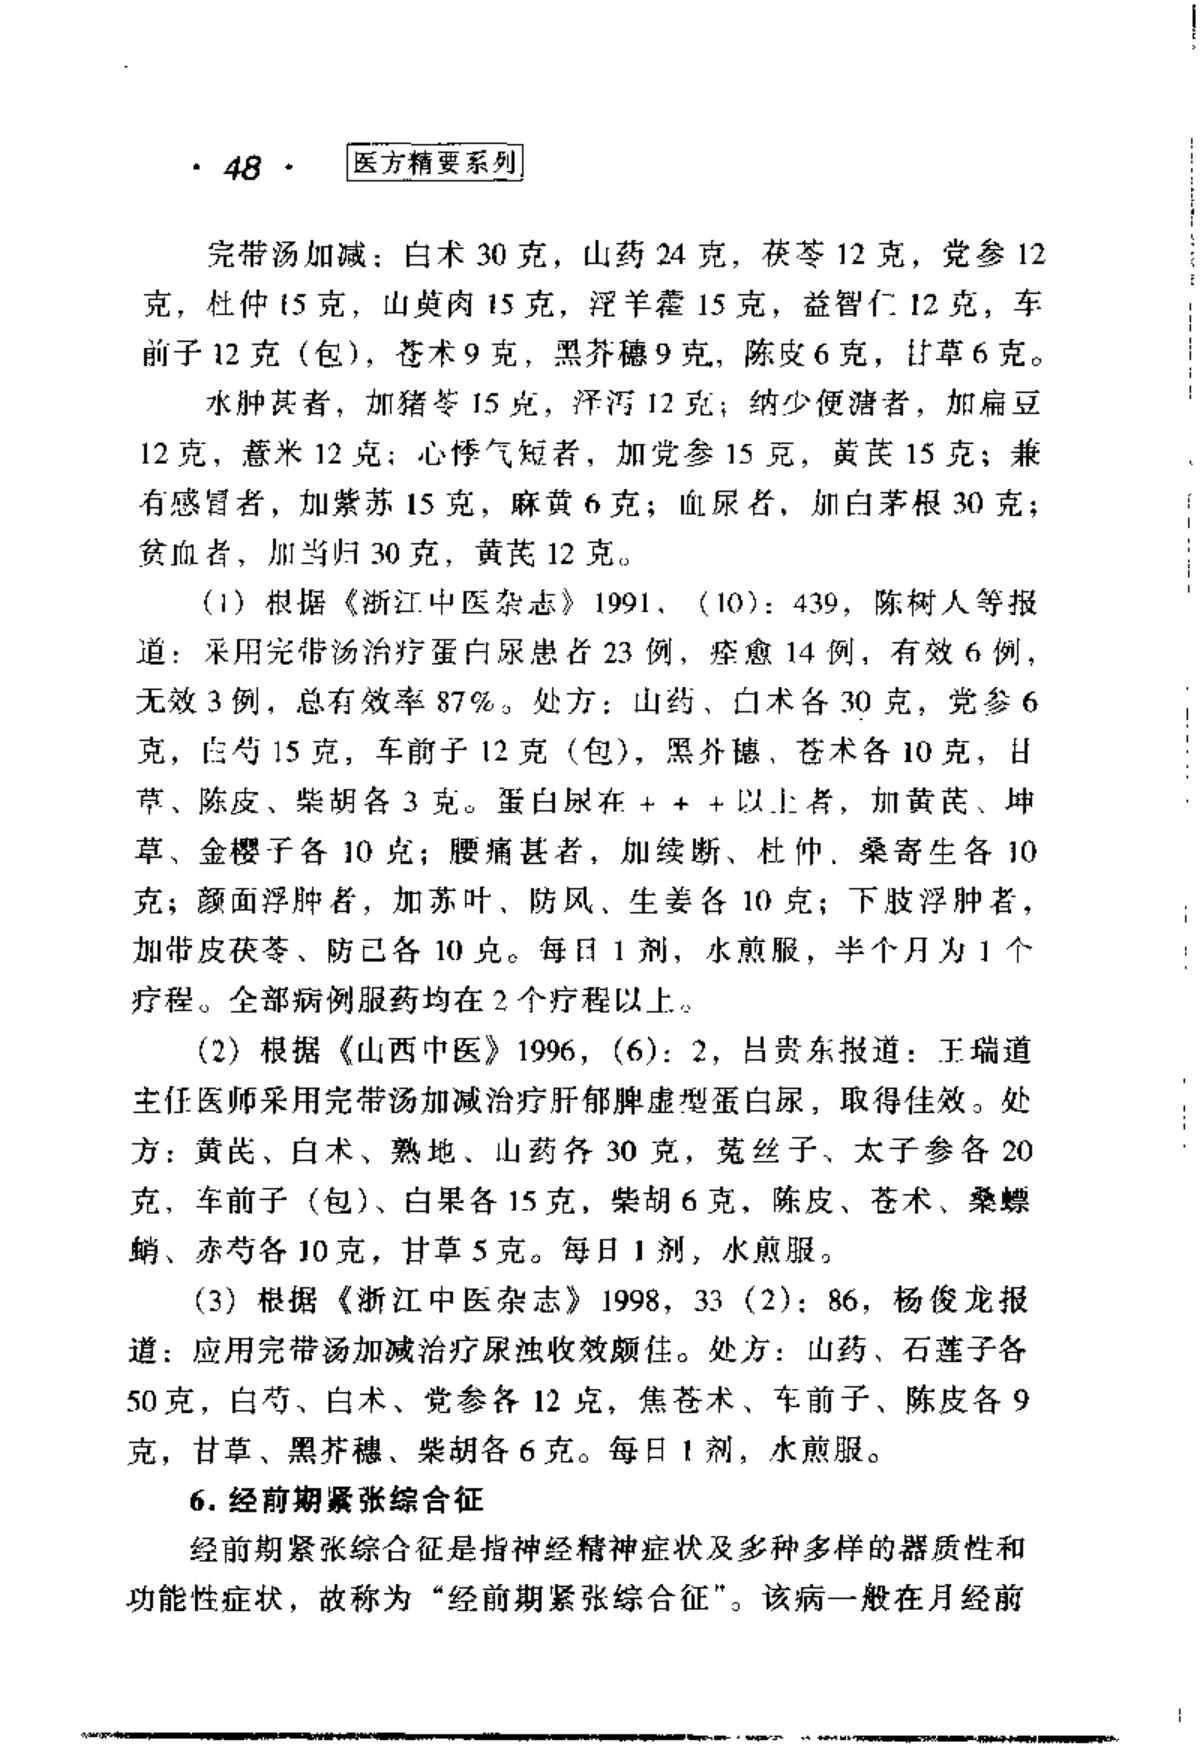 · 48 · 医方精要系列
完带汤加减：白术 30 克，山药 24 克，茯苓 12 克，党参 12
克，杜仲 15 克，山萸肉 15 克，淫羊藿 15 克，益智仁 12 克，车
前子 12 克（包），苍术 9 克，黑芥穗 9 克，陈皮 6 克，甘草 6 克。
水肿甚者，加猪苓 15 克，泽泻 12 克；纳少便溏者，加扁豆
12 克，薏米 12 克；心悸气短者，加党参 15 克，黄芪 15 克；兼
有感冒者，加紫苏 15 克，麻黄 6 克；血尿者，加白茅根 30 克；
贫血者，加当归 30 克，黄芪 12 克。
（1）根据《浙江中医杂志》1991，（10）：439，陈树人等报
道：采用完带汤治疗蛋白尿患者 23 例，痊愈 14 例，有效 6 例，
无效 3 例，总有效率 87%。处方：山药、白术各 30 克，党参 6
克，白芍 15 克，车前子 12 克（包），黑芥穗、苍术各 10 克，甘
草、陈皮、柴胡各 3 克。蛋白尿在 + + + 以上者，加黄芪、坤
草、金樱子各 10 克；腰痛甚者，加续断、杜仲、桑寄生各 10
克；颜面浮肿者，加苏叶、防风、生姜各 10 克；下肢浮肿者，
加带皮茯苓、防己各 10 克。每日 1 剂，水煎服，半个月为 1 个
疗程。全部病例服药均在 2 个疗程以上。
（2）根据《山西中医》1996，（6）：2，吕贵东报道：王瑞道
主任医师采用完带汤加减治疗肝郁脾虚型蛋白尿，取得佳效。处
方：黄芪、白术、熟地、山药各 30 克，菟丝子、太子参各 20
克，车前子（包）、白果各 15 克，柴胡 6 克，陈皮、苍术、桑螵
蛸、赤芍各 10 克，甘草 5 克。每日 1 剂，水煎服。
（3）根据《浙江中医杂志》1998，33（2）：86，杨俊龙报
道：应用完带汤加减治疗尿浊收效颇佳。处方：山药、石莲子各
50 克，白芍、白术、党参各 12 克，焦苍术、车前子、陈皮各 9
克，甘草、黑芥穗、柴胡各 6 克。每日 1 剂，水煎服。
6. 经前期紧张综合征
经前期紧张综合征是指神经精神症状及多种多样的器质性和
功能性症状，故称为“经前期紧张综合征”。该病一般在月经前